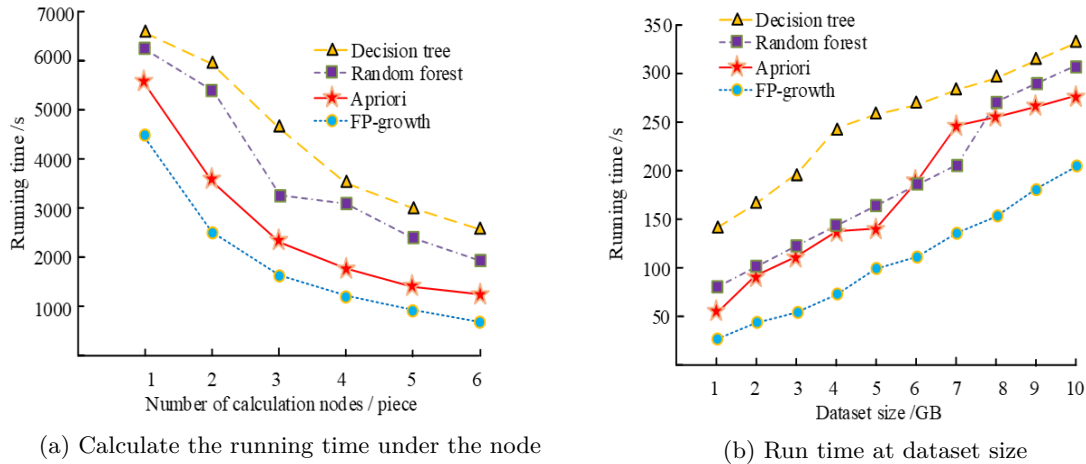 7000
6000
5000
4000
3000
2000
1000
Running time /s
Decision tree
Random forest
Apriori
FP-growth
1 2 3 4 5 6
Number of calculation nodes / piece
(a) Calculate the running time under the node
350
300
250
200
150
100
50
Running time /s
Decision tree
Random forest
Apriori
FP-growth
1 2 3 4 5 6 7 8 9 10
Dataset size /GB
(b) Run time at dataset size